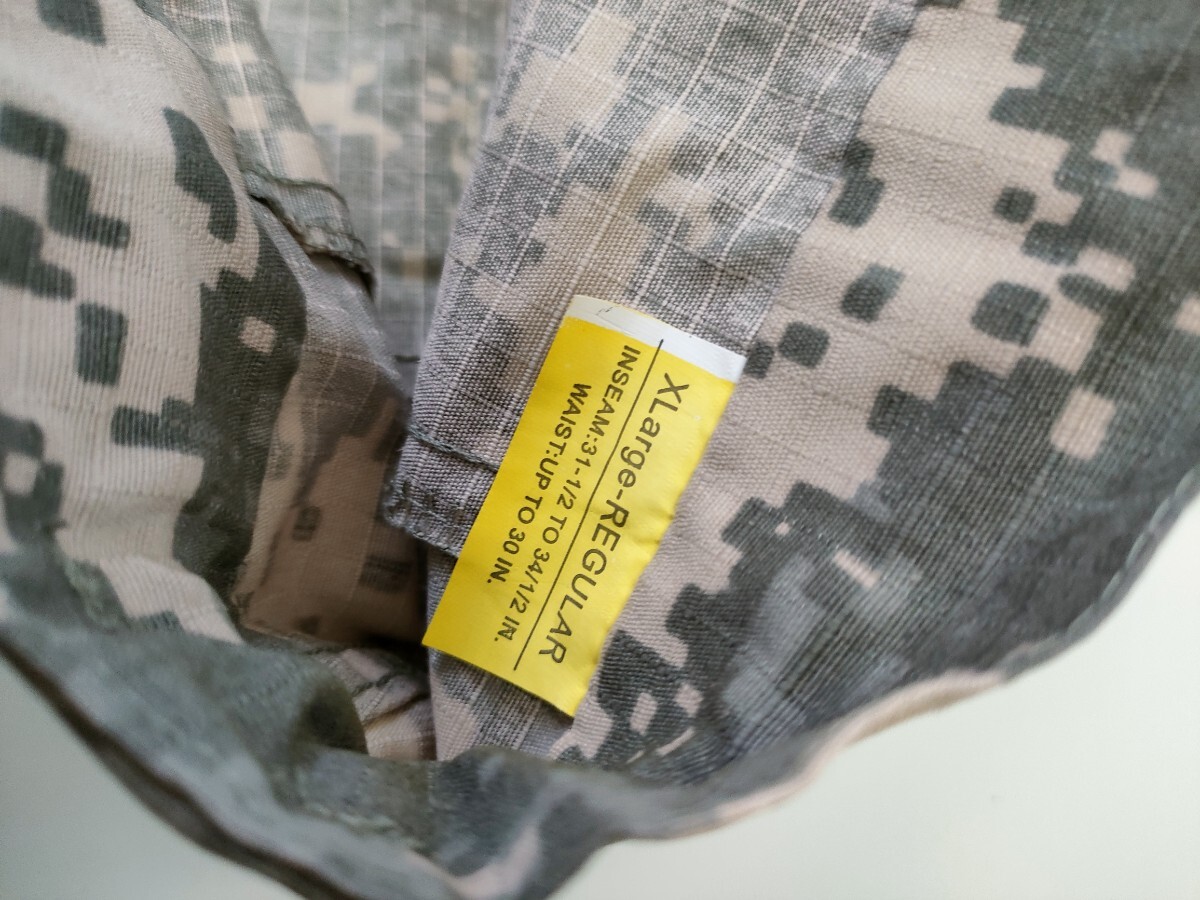 XLarge-REGULAR
INSEAM:31-1/2 TO 34/1/2 IN.
WAIST:UP TO 30 IN.